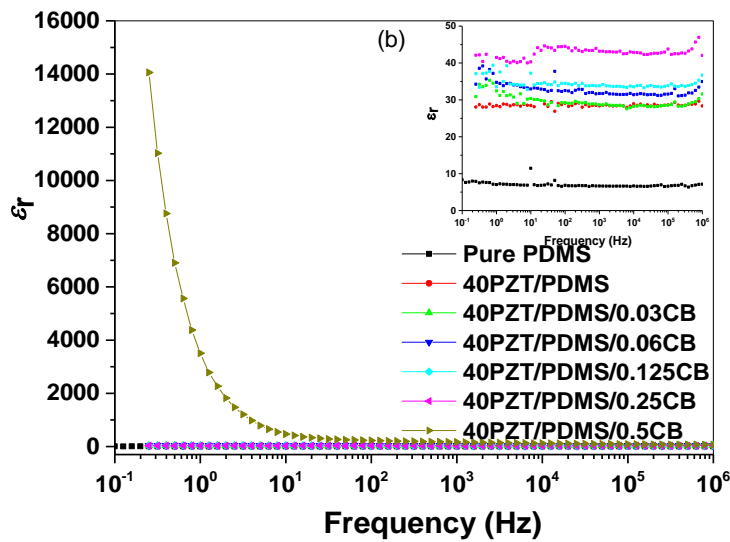 (b)
16000
14000
12000
10000
8000
6000
4000
2000
0
εr
10-1 100 101 102 103 104 105 106
Frequency (Hz)
50
40
30
20
10
0
εr
10-1 100 101 102 103 104 105 106
Frequency (Hz)
Pure PDMS
40PZT/PDMS
40PZT/PDMS/0.03CB
40PZT/PDMS/0.06CB
40PZT/PDMS/0.125CB
40PZT/PDMS/0.25CB
40PZT/PDMS/0.5CB